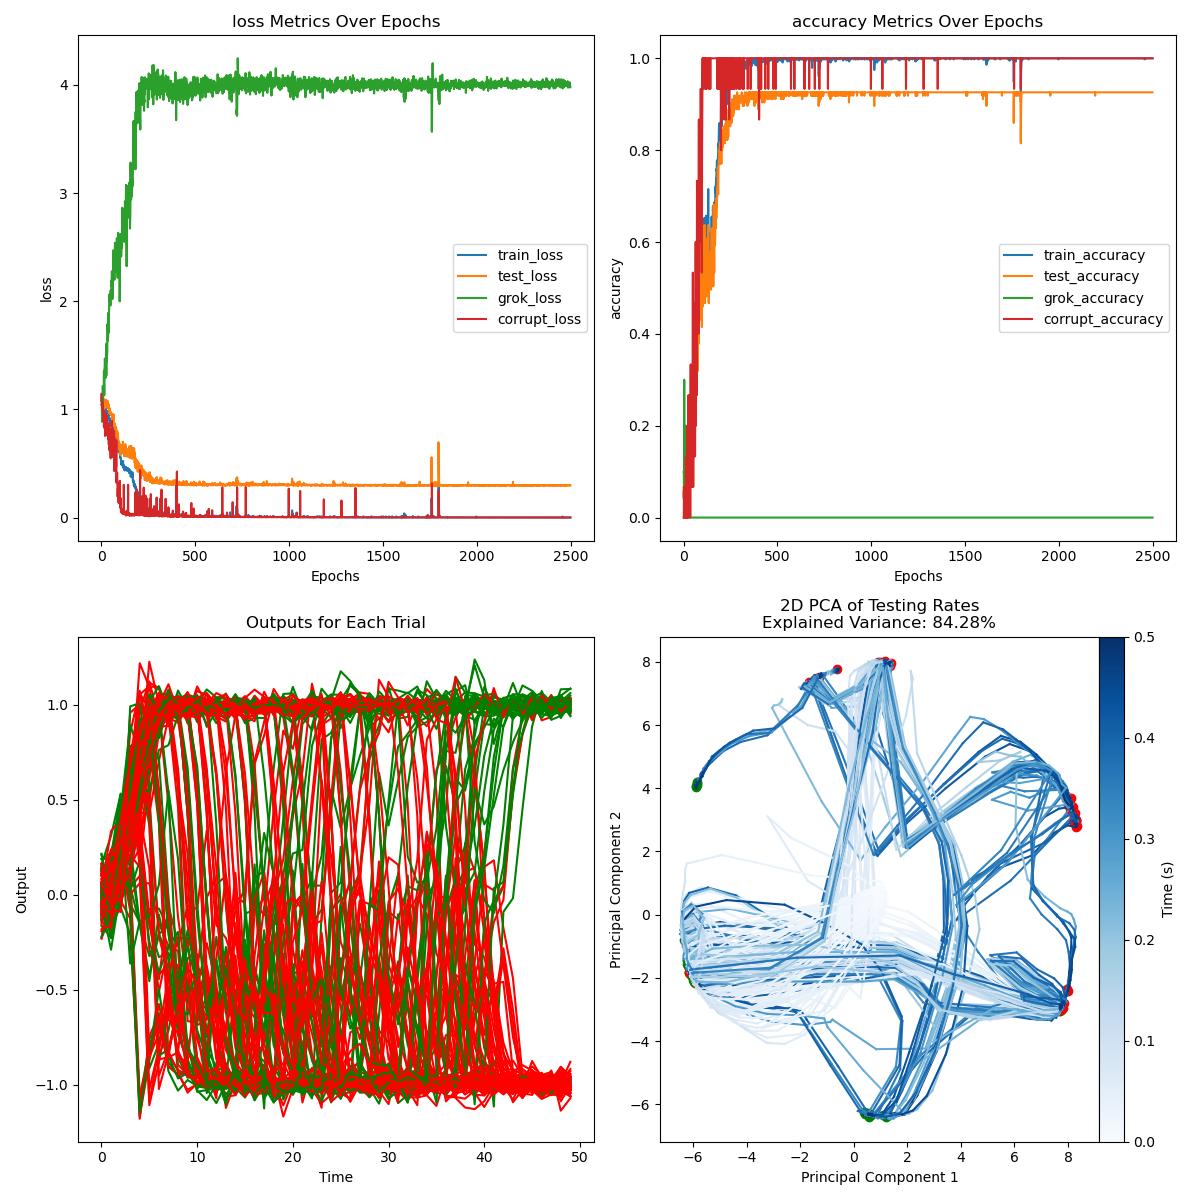 loss Metrics Over Epochs
4
3
2
1
0
loss
0
500
1000
1500
2000
2500
Epochs
train_loss
test_loss
grok_loss
corrupt_loss
accuracy Metrics Over Epochs
1.0
0.8
0.6
0.4
0.2
0.0
accuracy
0
500
1000
1500
2000
2500
Epochs
train_accuracy
test_accuracy
grok_accuracy
corrupt_accuracy
Outputs for Each Trial
1.0
0.5
0.0
−0.5
−1.0
Output
0
10
20
30
40
50
Time
2D PCA of Testing Rates
Explained Variance: 84.28%
8
6
4
2
0
−2
−4
−6
Principal Component 2
−6
−4
−2
0
2
4
6
8
Principal Component 1
0.5
0.4
0.3
0.2
0.1
0.0
Time (s)